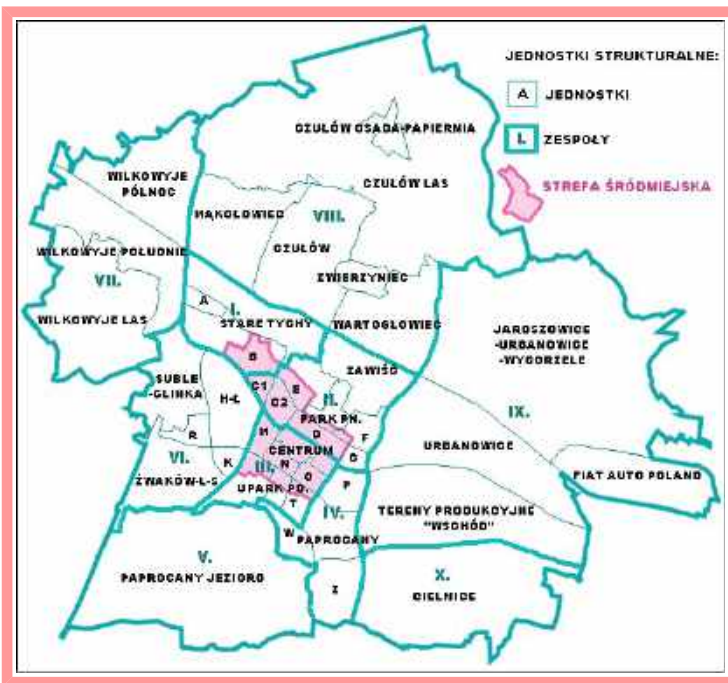 JEDNOSTKI STRUKTURALNE:
A JEDNOSTKI
I. ZESPOŁY
STREFA ŚRÓDMIEJSKA
CZUŁÓW OSADA-PAPIERNIA
WILKOWYJE
PÓŁNOC
CZUŁÓW LAS
MĄKOŁOWIEC
VIII.
CZUŁÓW
WILKOWYJE POŁUDNIE
VII.
ZWIERZYNIEC
A
I.
WILKOWYJE LAS
STARE TYCHY
WARTOGŁOWIEC
JAROSZOWICE
-URBANOWICE
-WYGORZELE
B
ZAWIŚĆ
SUBLE
-GLINKA
H-Ł
C1
C2
E
II.
IX.
PARK PN.
R
M
D
F
URBANOWICE
CENTRUM
G
VI.
K
III.
N
O
P
FIAT AUTO POLAND
ŻWAKÓW-Ł-S
UPARK PD.
T
IV.
TERENY PRODUKCYJNE
"WSCHÓD"
W
PAPROCANY
V.
PAPROCANY JEZIORO
Z
X.
CIELNICE